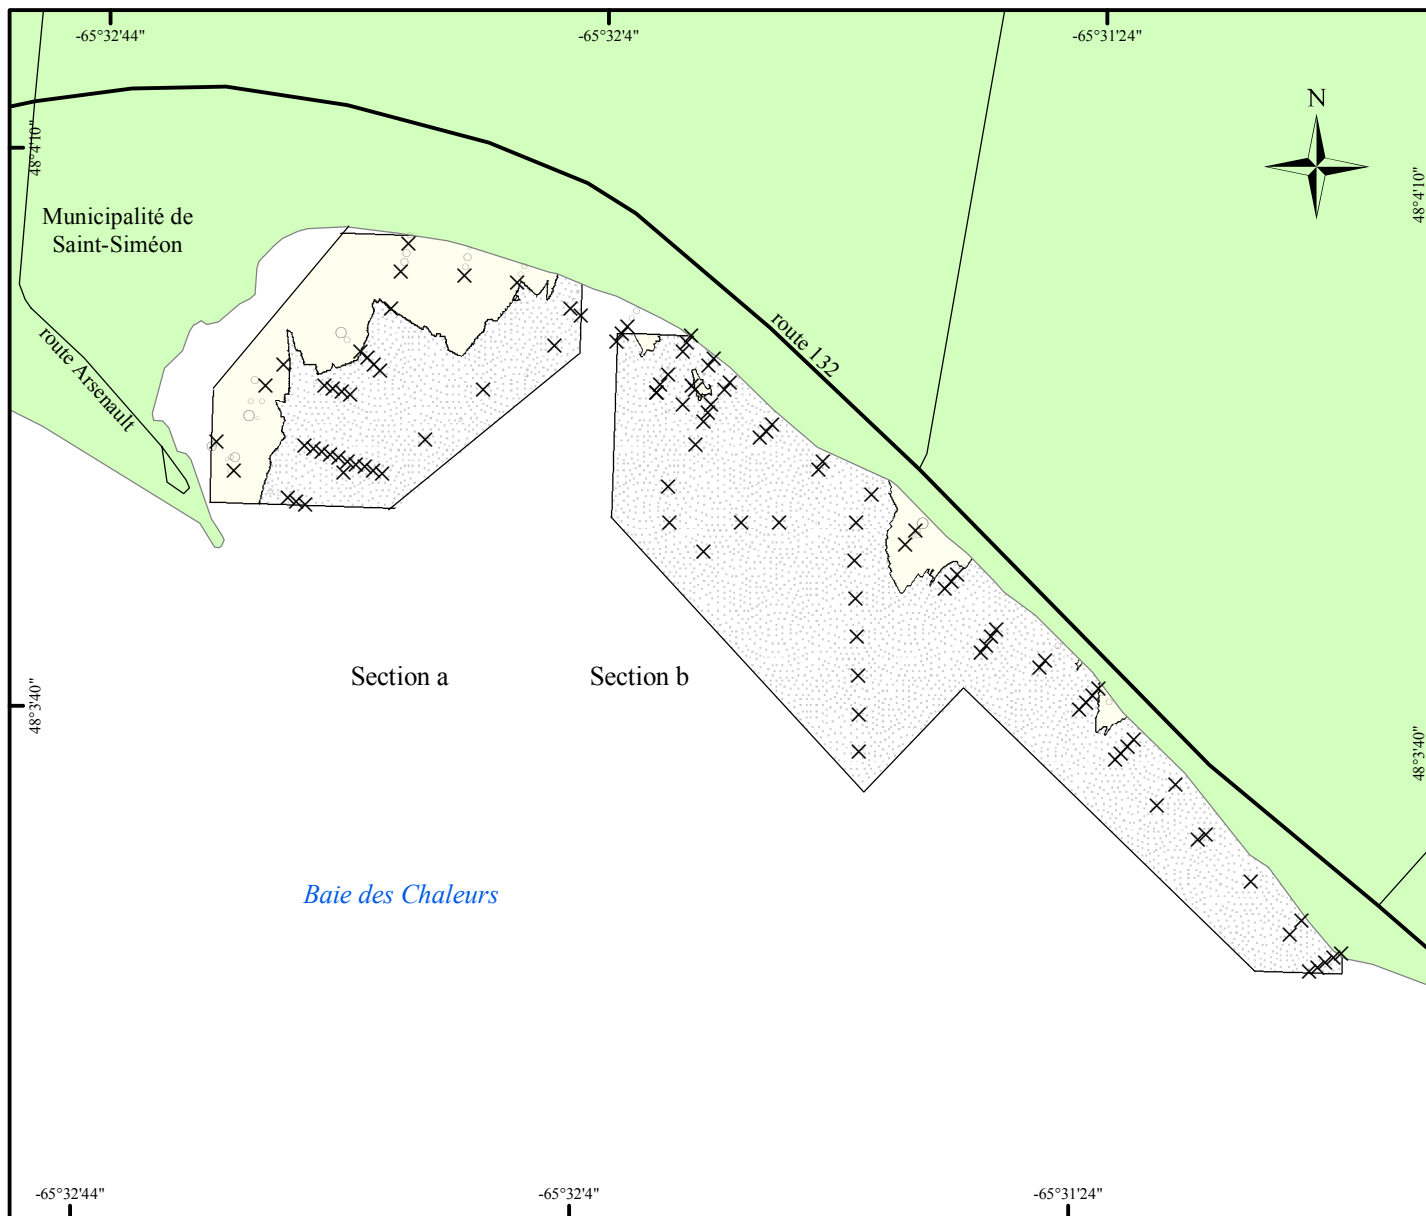 -65°32'44"
-65°32'4"
-65°31'24"
N
48°4'10"
48°4'10"
Municipalité de
Saint-Siméon
route Arsenault
route 132
Section a
Section b
48°3'40"
48°3'40"
Baie des Chaleurs
-65°32'44"
-65°32'4"
-65°31'24"